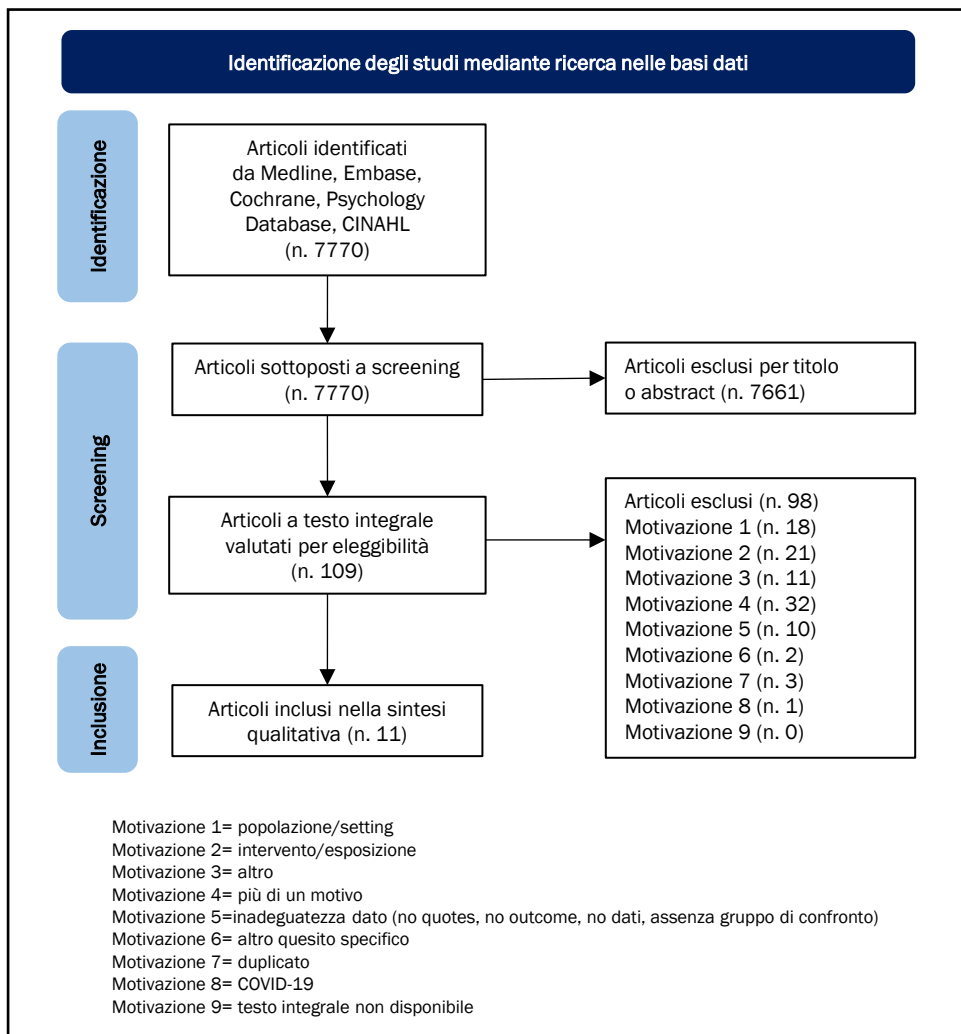 Identificazione degli studi mediante ricerca nelle basi dati
Identificazione
Articoli identificati
da Medline, Embase,
Cochrane, Psychology
Database, CINAHL
(n. 7770)
Screening
Articoli sottoposti a screening
(n. 7770)
Articoli esclusi per titolo
o abstract (n. 7661)
Articoli a testo integrale
valutati per eleggibilità
(n. 109)
Articoli esclusi (n. 98)
Motivazione 1 (n. 18)
Motivazione 2 (n. 21)
Motivazione 3 (n. 11)
Motivazione 4 (n. 32)
Motivazione 5 (n. 10)
Motivazione 6 (n. 2)
Motivazione 7 (n. 3)
Motivazione 8 (n. 1)
Motivazione 9 (n. 0)
Inclusione
Articoli inclusi nella sintesi
qualitativa (n. 11)
Motivazione 1= popolazione/setting
Motivazione 2= intervento/esposizione
Motivazione 3= altro
Motivazione 4= più di un motivo
Motivazione 5=inadeguatezza dato (no quotes, no outcome, no dati, assenza gruppo di confronto)
Motivazione 6= altro quesito specifico
Motivazione 7= duplicato
Motivazione 8= COVID-19
Motivazione 9= testo integrale non disponibile